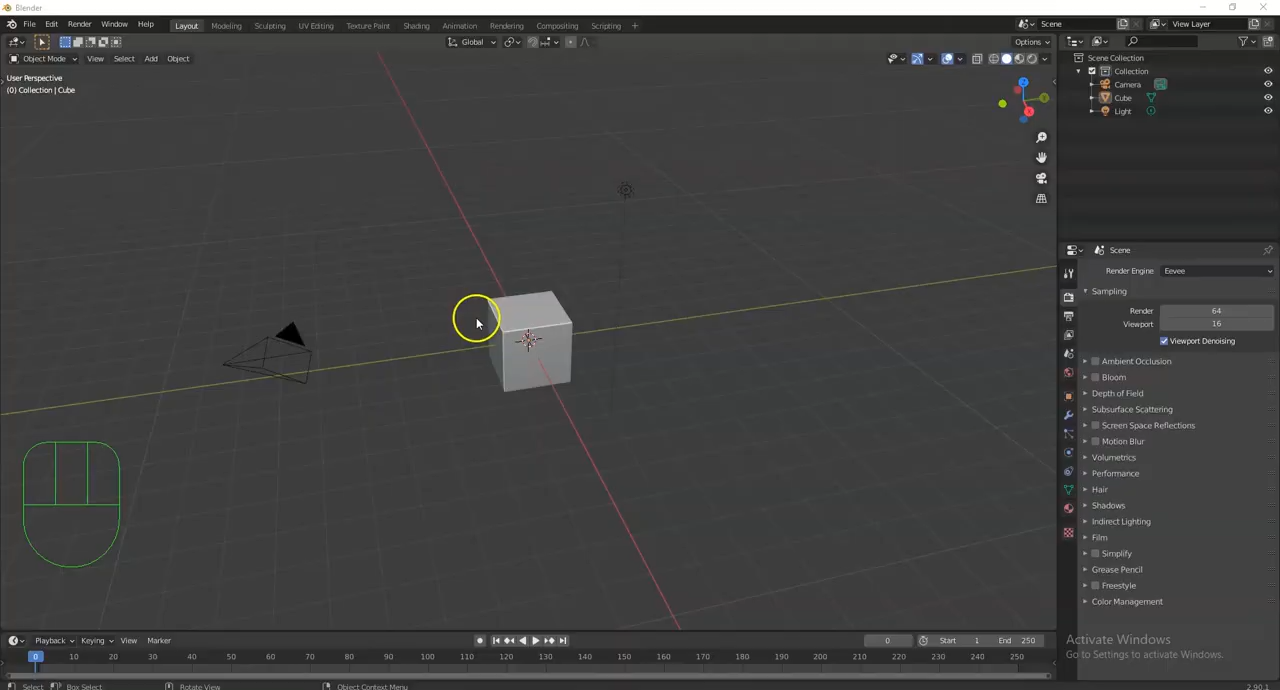 Blender
File Edit Render Window Help Layout Modeling Sculpting UV Editing Texture Paint Shading Animation Rendering Compositing Scripting + Scene View Layer
Global Options
Object Mode View Select Add Object
User Perspective
(0) Collection | Cube
Z
Y
X
Scene Collection
Collection
Camera
Cube
Light
Scene
Render Engine Eevee
Sampling
Render 64
Viewport 16
Viewport Denoising
Ambient Occlusion
Bloom
Depth of Field
Subsurface Scattering
Screen Space Reflections
Motion Blur
Volumetrics
Performance
Hair
Shadows
Indirect Lighting
Film
Simplify
Grease Pencil
Freestyle
Color Management
Activate Windows
Go to Settings to activate Windows.
Playback Keying View Marker 0 Start 1 End 250
0 10 20 30 40 50 60 70 80 90 100 110 120 130 140 150 160 170 180 190 200 210 220 230 240 250
Select Box Select Rotate View Object Context Menu 2.90.1